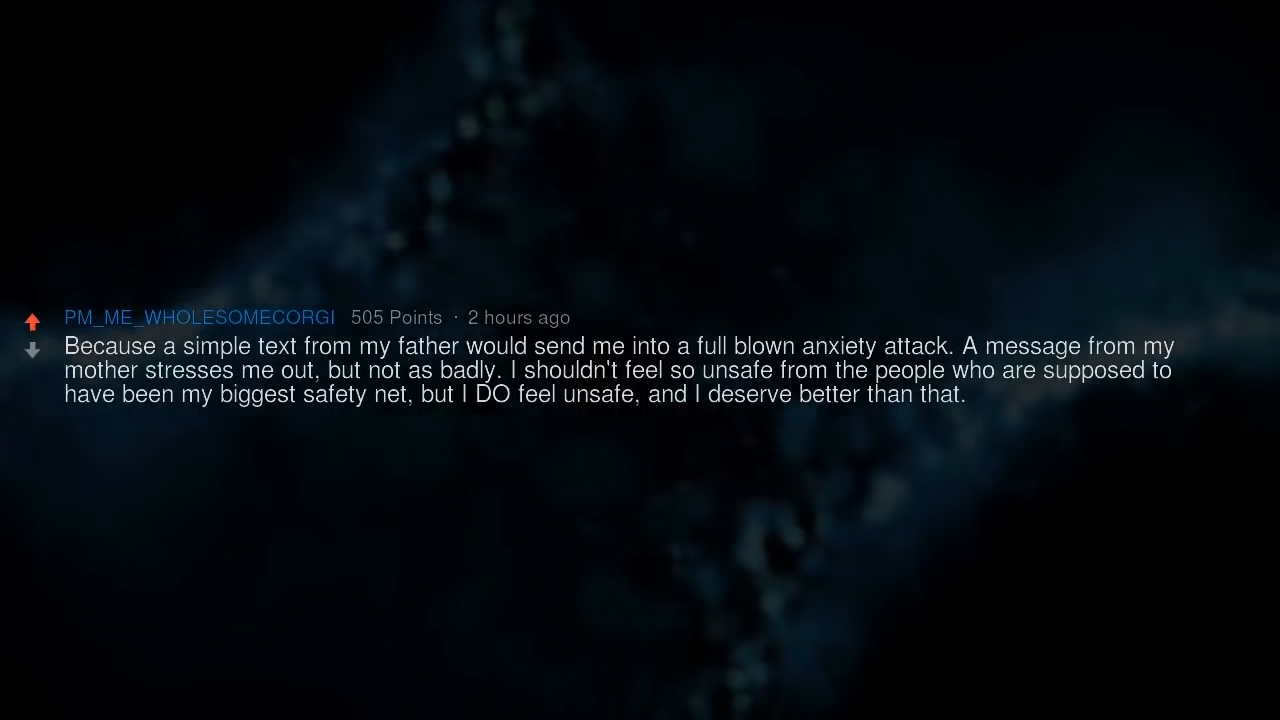 PM_ME_WHOLESOMECORGI 505 Points · 2 hours ago
Because a simple text from my father would send me into a full blown anxiety attack. A message from my
mother stresses me out, but not as badly. I shouldn't feel so unsafe from the people who are supposed to
have been my biggest safety net, but I DO feel unsafe, and I deserve better than that.